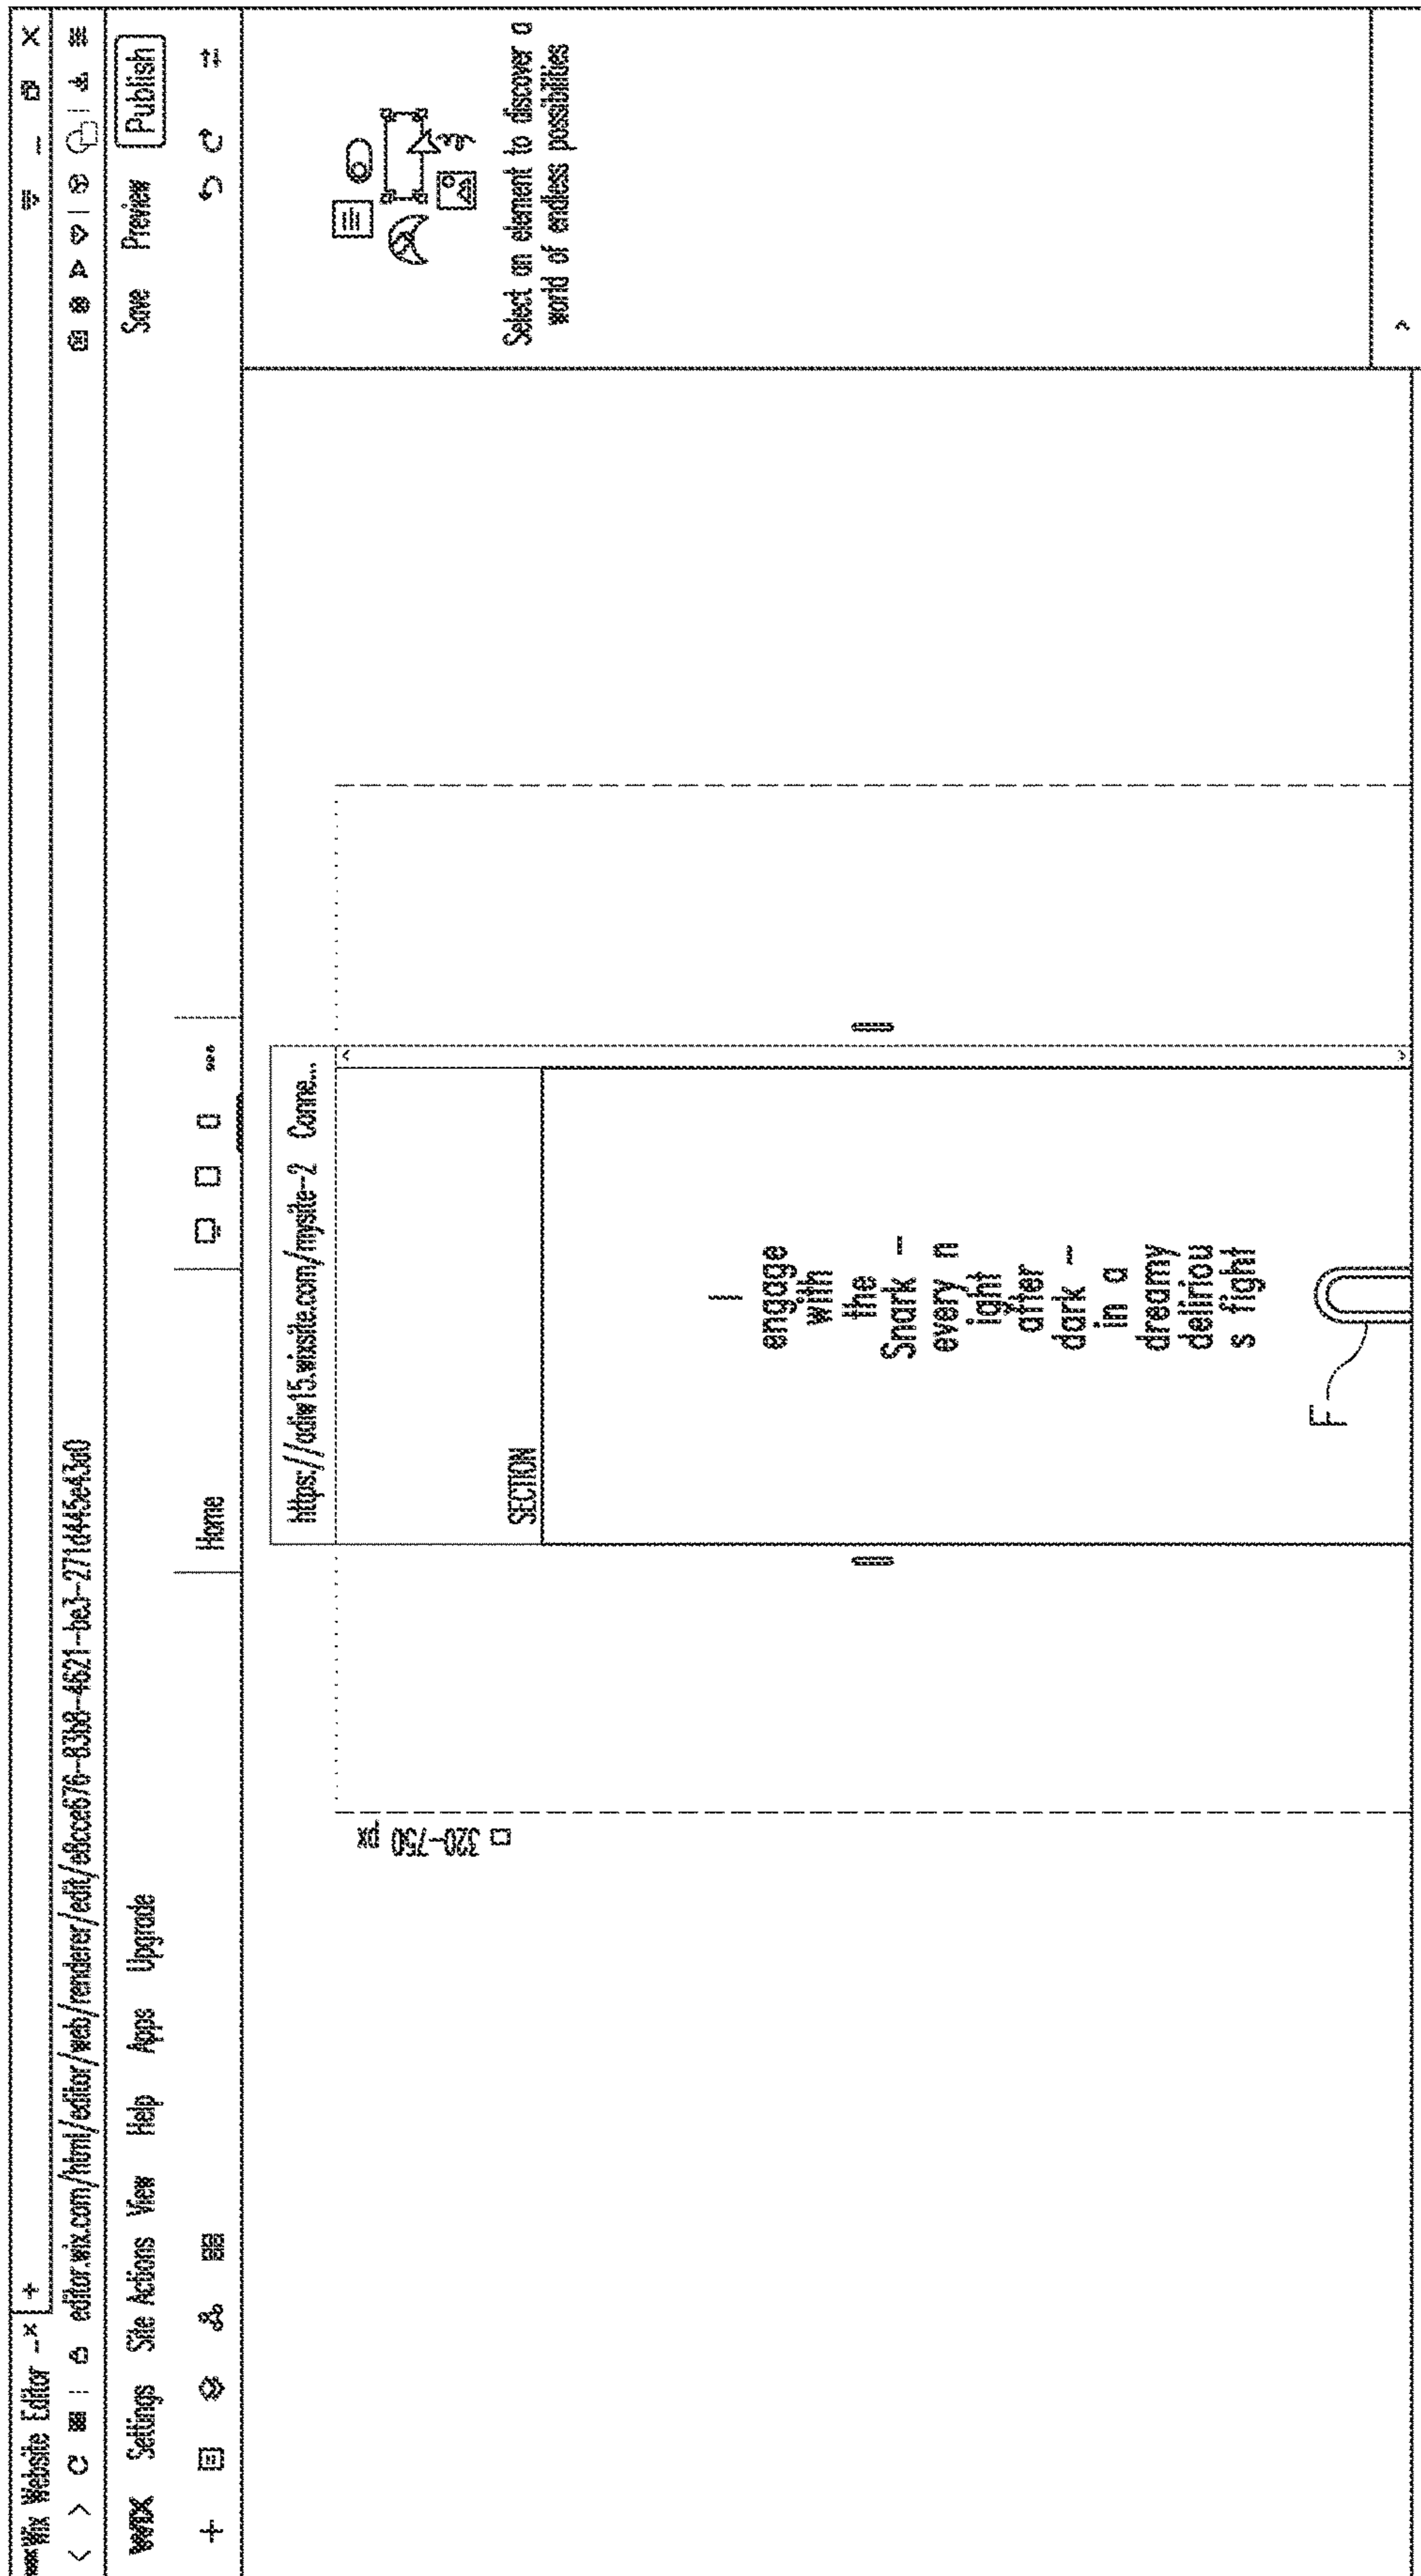 Wix Website Editor
editor.wix.com/html/editor/web/renderer/edit/e8cce676-83b8-4621-be3-271d445e43a0
WIX Settings Site Actions View Help Apps Upgrade Save Preview Publish
Home
https://adiw15.wixsite.com/mysite-2 Conne...
Select an element to discover a
world of endless possibilities
320-750 px
SECTION
I
engage
with
the
Snark -
every n
ight
after
dark -
in a
dreamy
deliriou
s fight
F